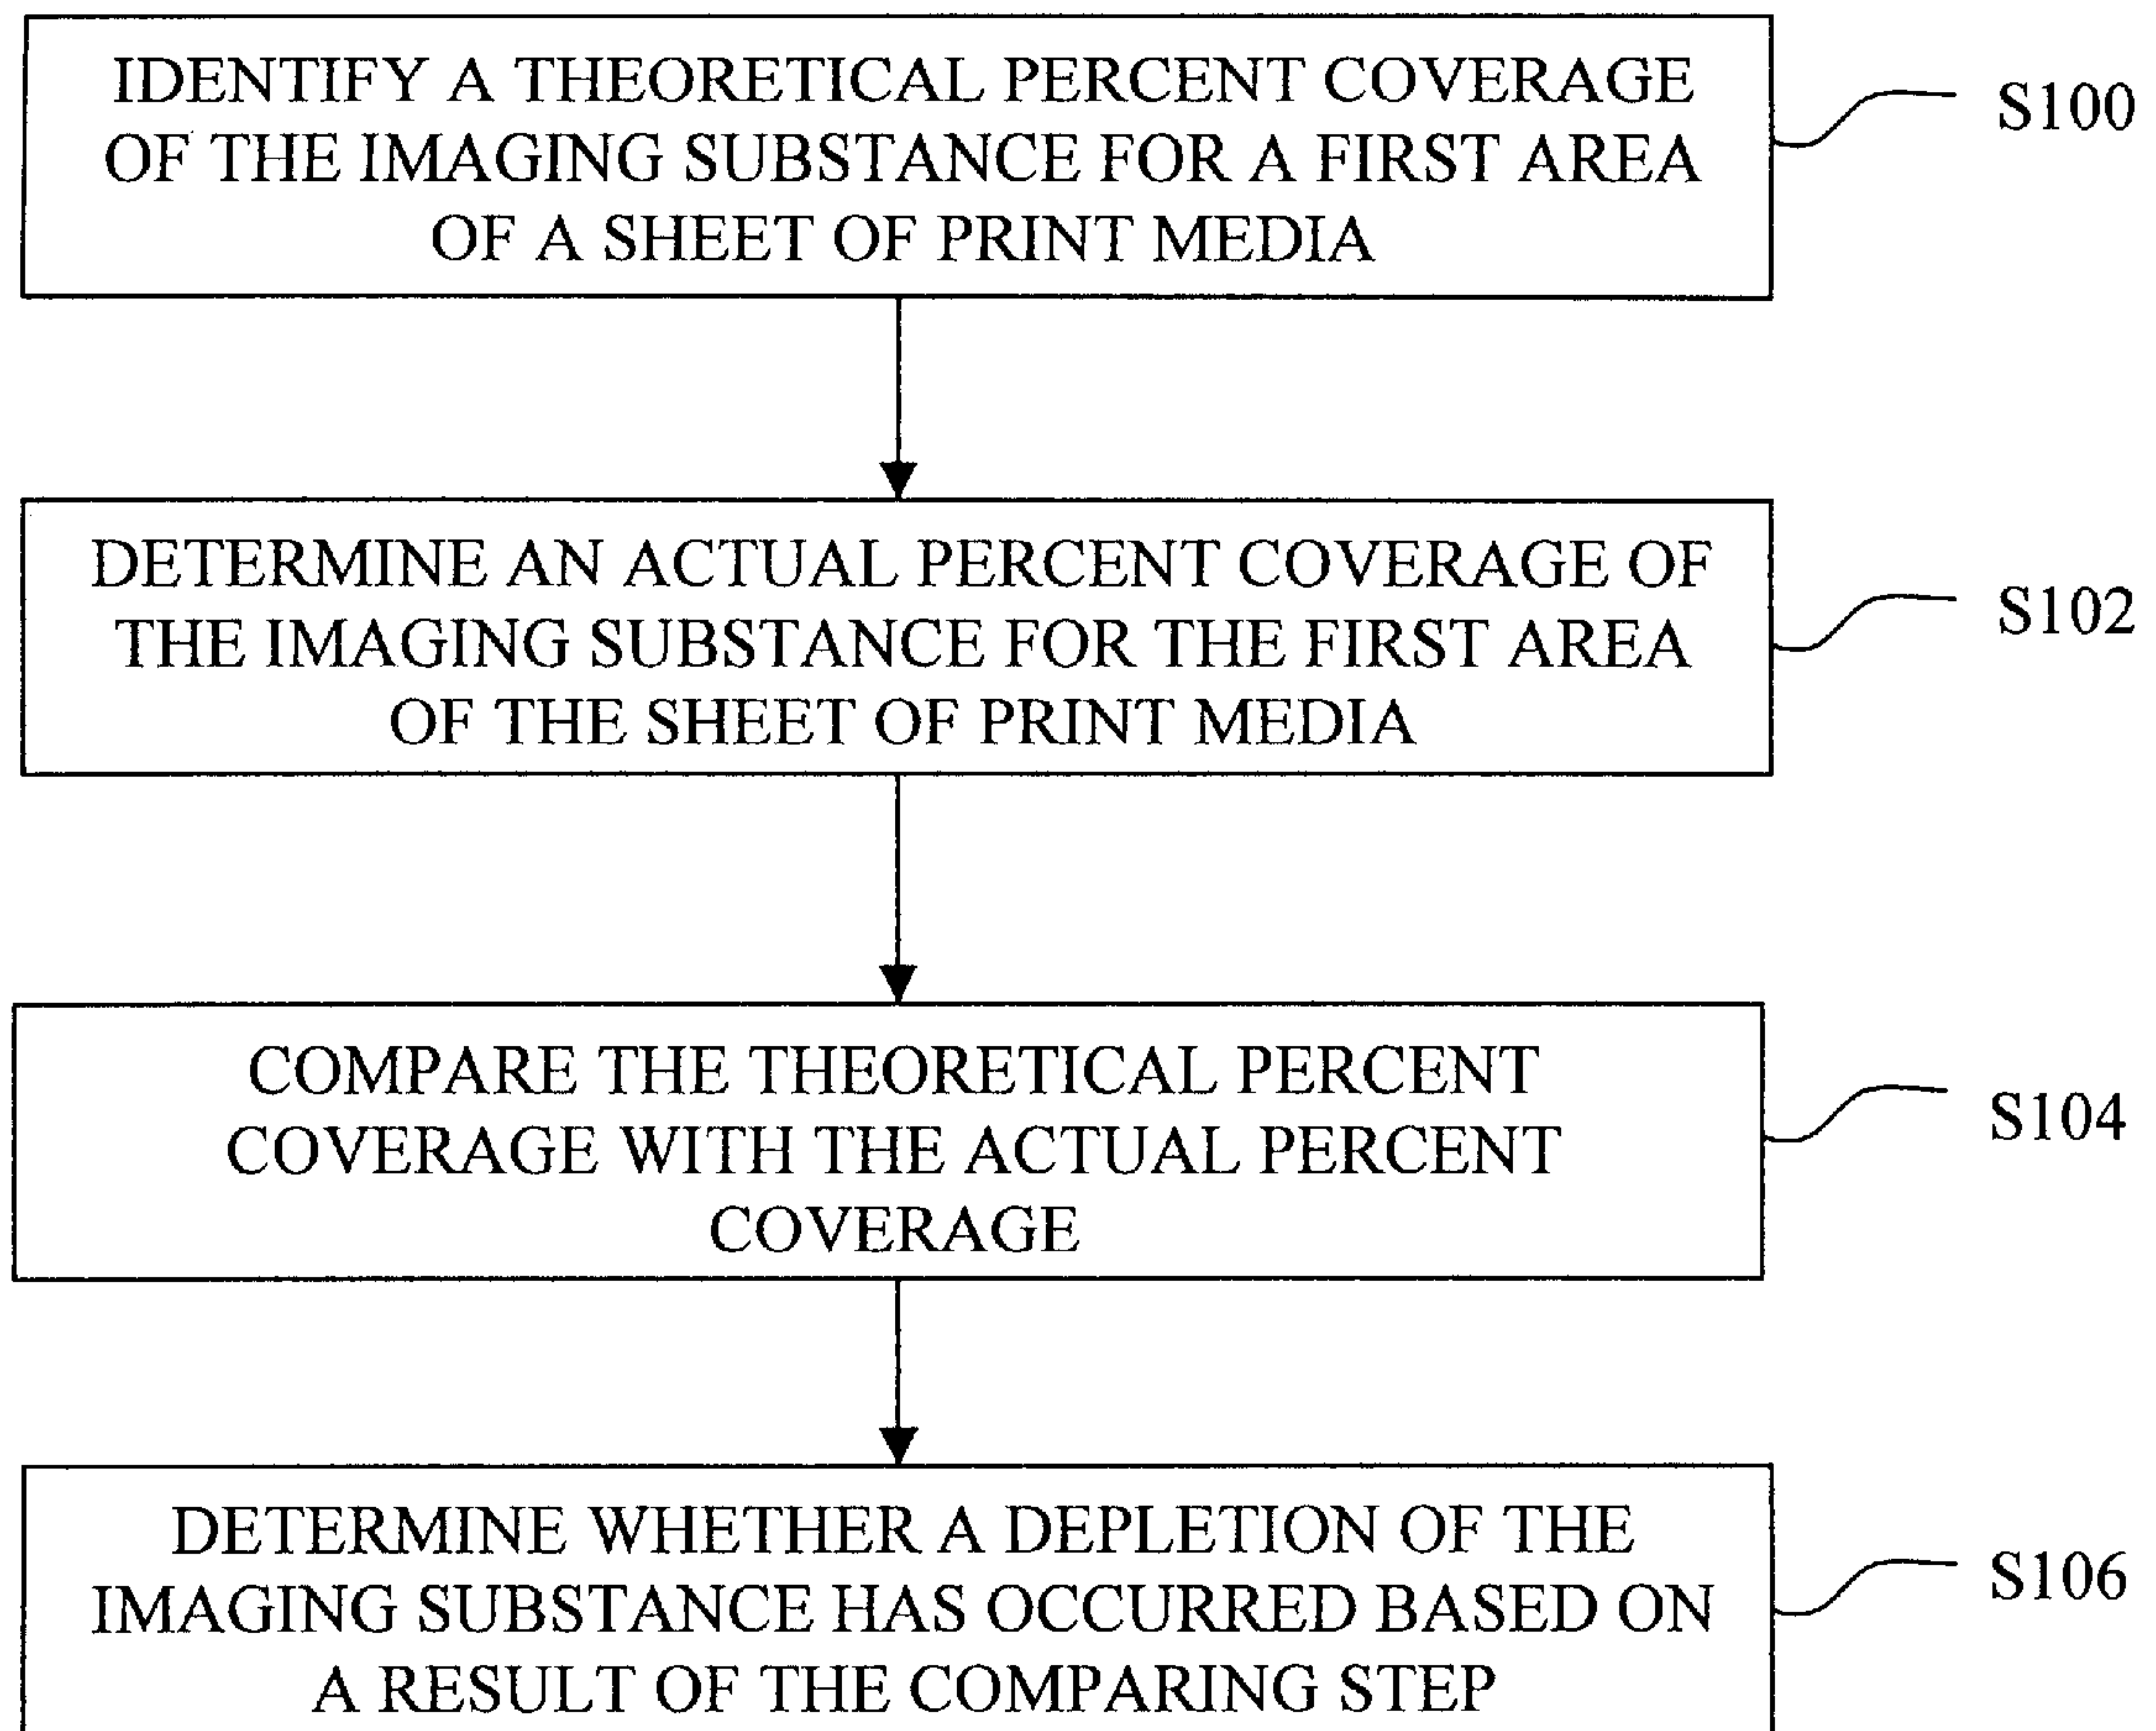 IDENTIFY A THEORETICAL PERCENT COVERAGE
OF THE IMAGING SUBSTANCE FOR A FIRST AREA
OF A SHEET OF PRINT MEDIA
S100
DETERMINE AN ACTUAL PERCENT COVERAGE OF
THE IMAGING SUBSTANCE FOR THE FIRST AREA
OF THE SHEET OF PRINT MEDIA
S102
COMPARE THE THEORETICAL PERCENT
COVERAGE WITH THE ACTUAL PERCENT
COVERAGE
S104
DETERMINE WHETHER A DEPLETION OF THE
IMAGING SUBSTANCE HAS OCCURRED BASED ON
A RESULT OF THE COMPARING STEP
S106